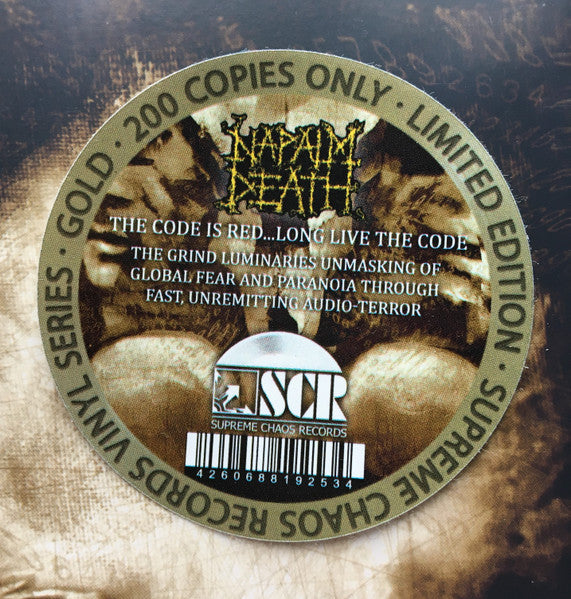 GOLD · 200 COPIES ONLY · LIMITED EDITION · SUPREME CHAOS RECORDS VINYL SERIES ·
NAPALM
DEATH
THE CODE IS RED...LONG LIVE THE CODE
THE GRIND LUMINARIES UNMASKING OF
GLOBAL FEAR AND PARANOIA THROUGH
FAST, UNREMITTING AUDIO-TERROR
SCR
SUPREME CHAOS RECORDS
4260688192534